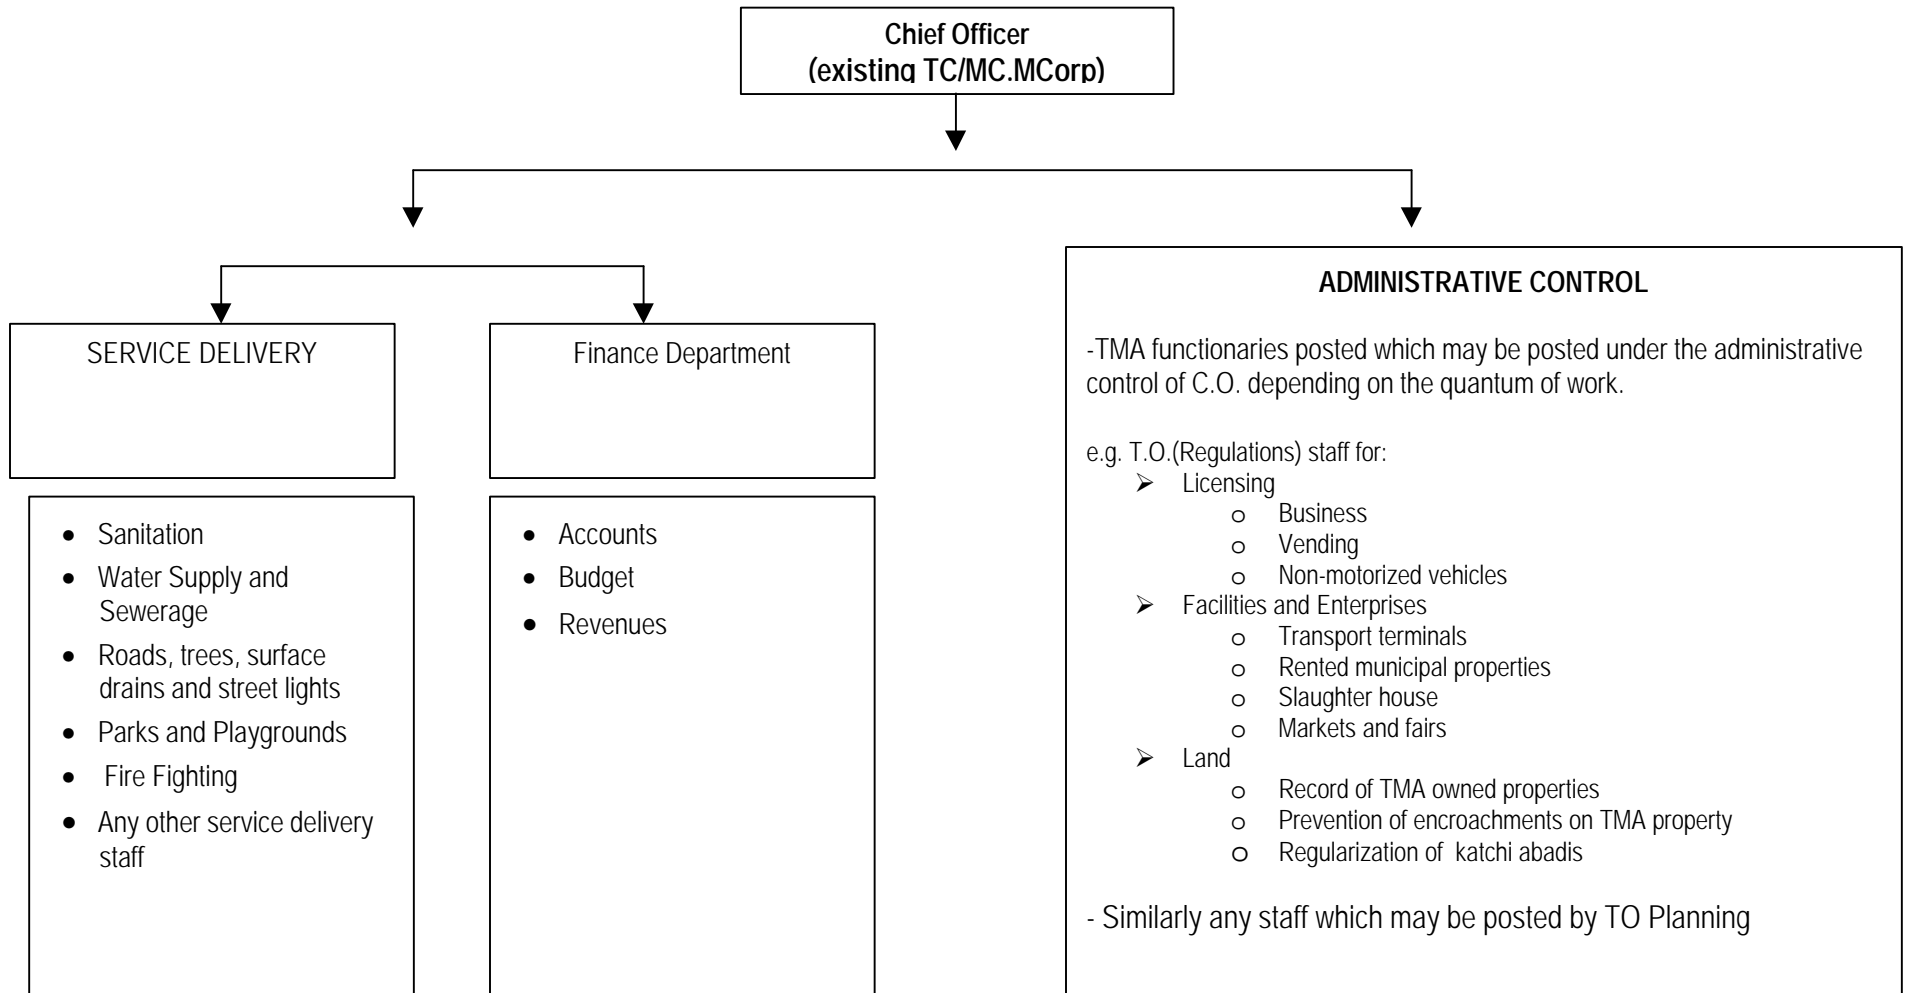 Chief Officer
(existing TC/MC.MCorp)
SERVICE DELIVERY
• Sanitation
• Water Supply and
Sewerage
• Roads, trees, surface
drains and street lights
• Parks and Playgrounds
• Fire Fighting
• Any other service delivery
staff
Finance Department
• Accounts
• Budget
• Revenues
ADMINISTRATIVE CONTROL
-TMA functionaries posted which may be posted under the administrative
control of C.O. depending on the quantum of work.
e.g. T.O.(Regulations) staff for:
➢ Licensing
o Business
o Vending
o Non-motorized vehicles
➢ Facilities and Enterprises
o Transport terminals
o Rented municipal properties
o Slaughter house
o Markets and fairs
➢ Land
o Record of TMA owned properties
o Prevention of encroachments on TMA property
o Regularization of katchi abadis
- Similarly any staff which may be posted by TO Planning